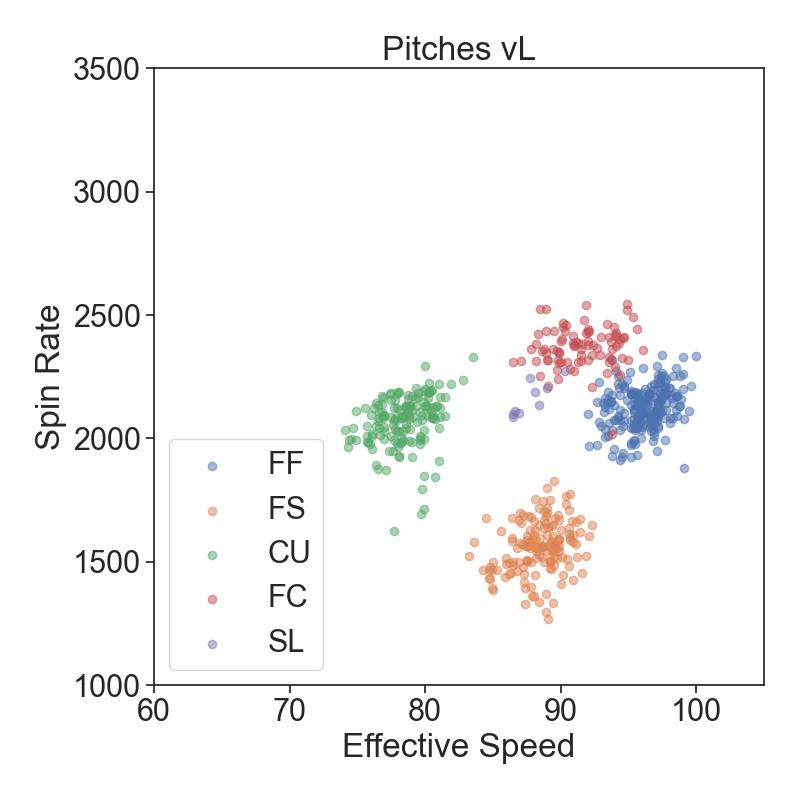 Pitches vL
3500
3000
2500
2000
1500
1000
Spin Rate
FF
FS
CU
FC
SL
60 70 80 90 100
Effective Speed